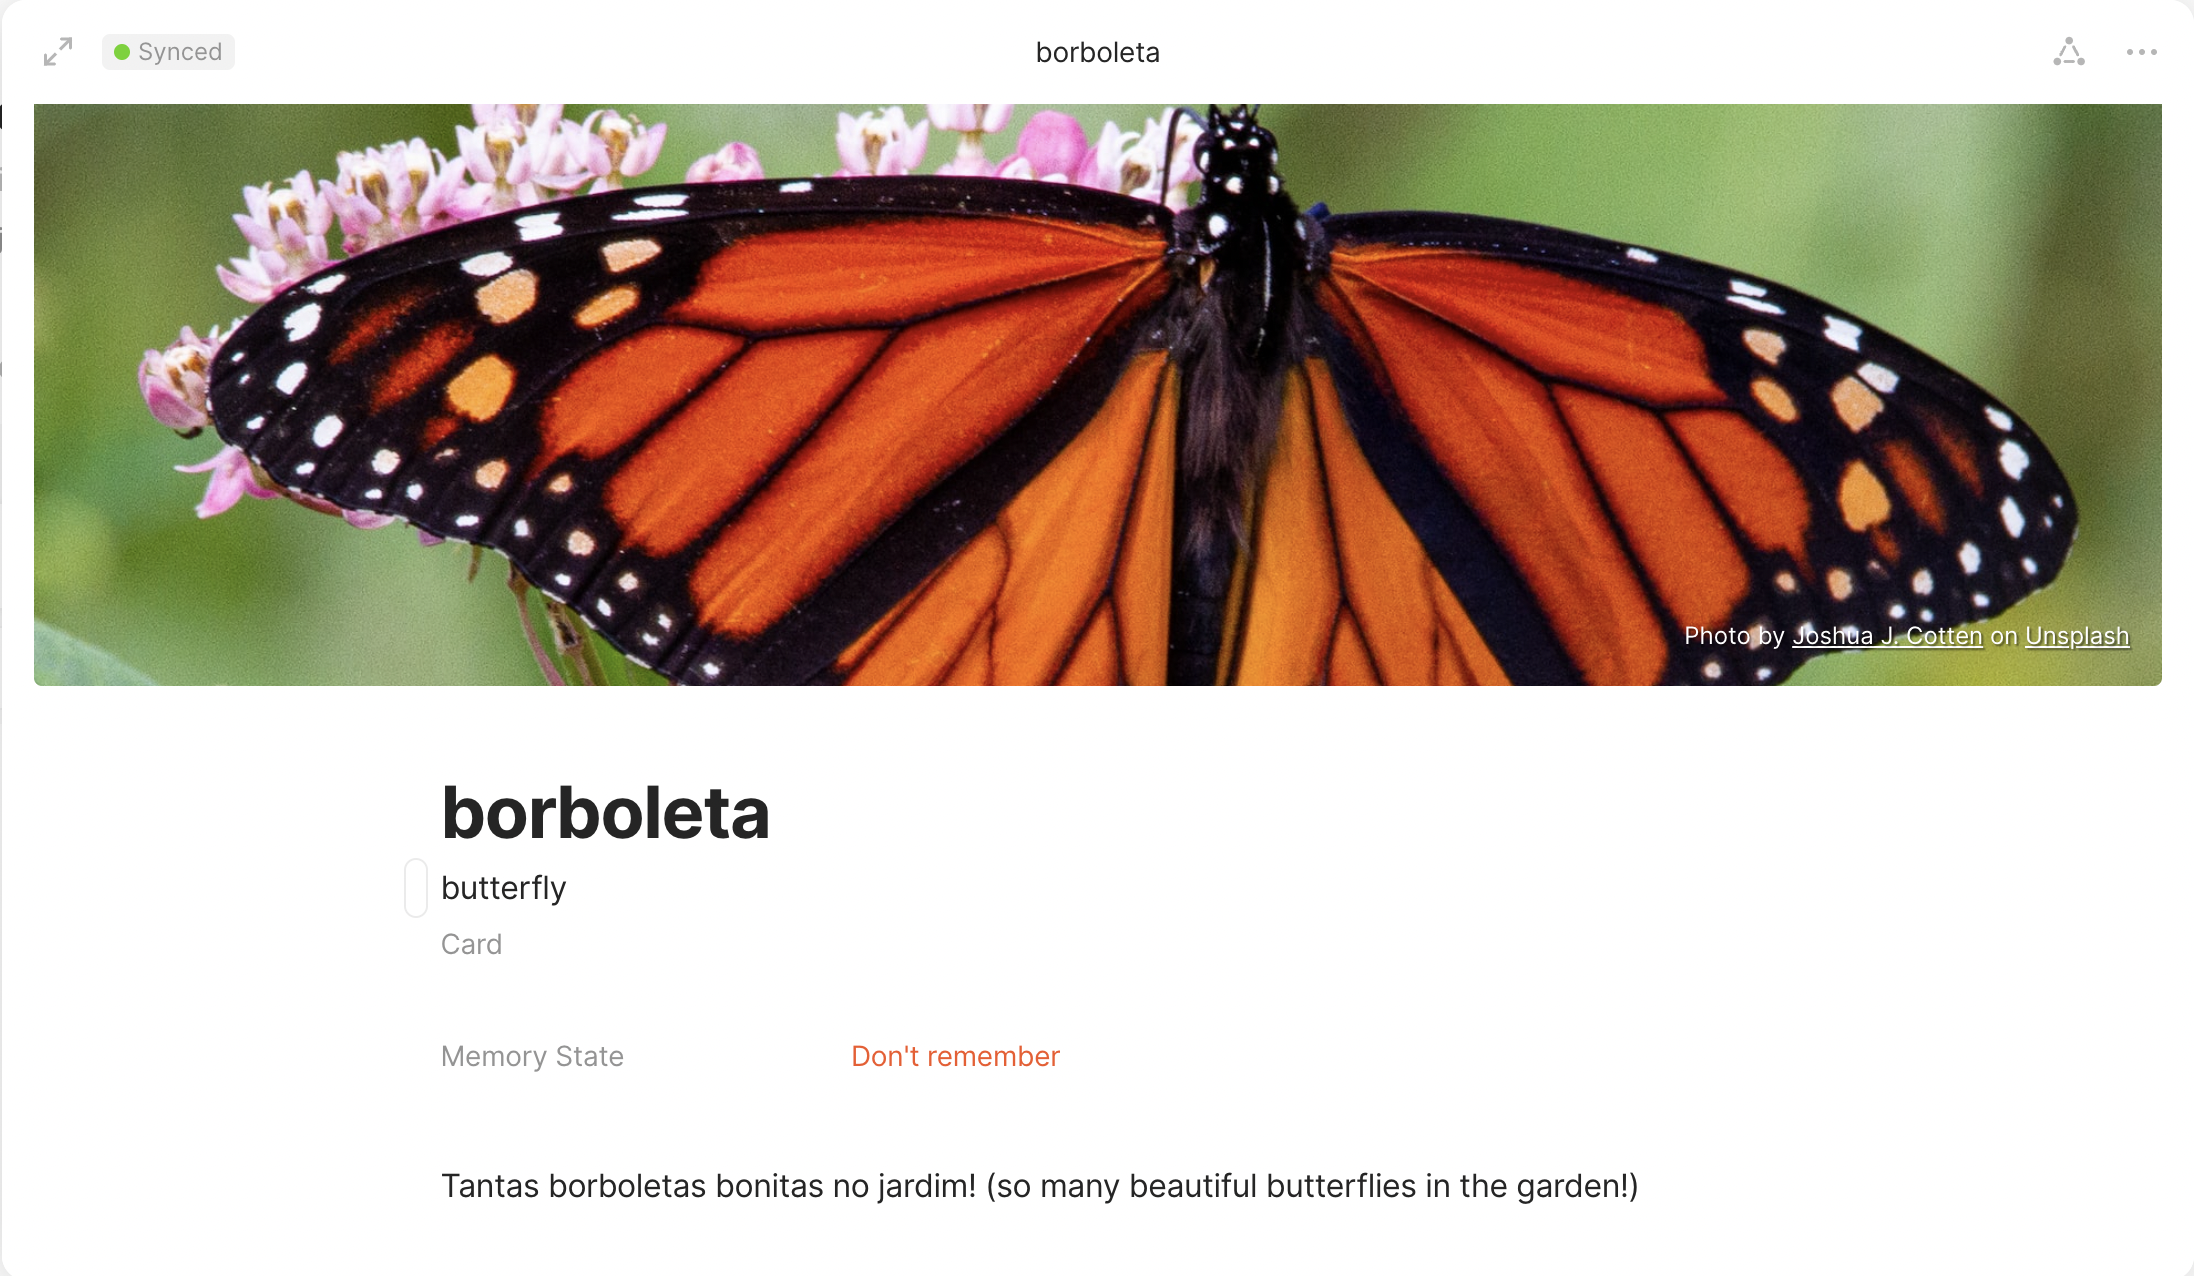 Synced
borboleta
Photo by Joshua J. Cotten on Unsplash
borboleta
butterfly
Card
Memory State
Don't remember
Tantas borboletas bonitas no jardim! (so many beautiful butterflies in the garden!)